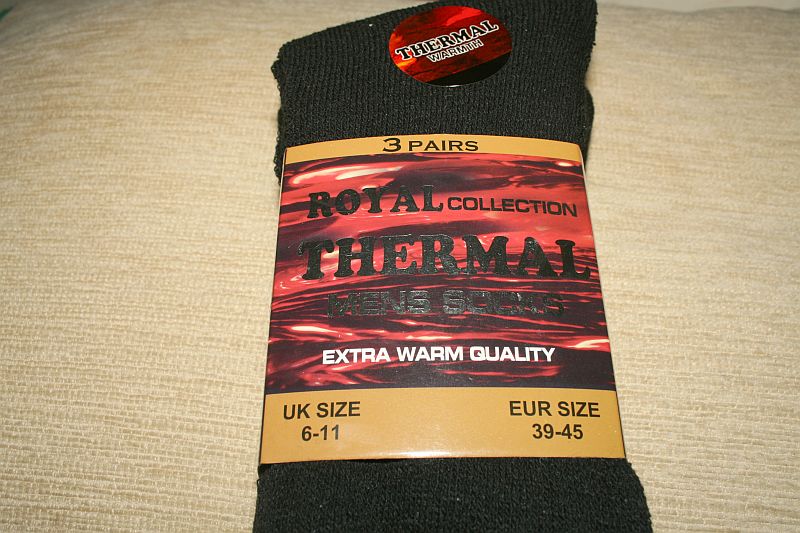 THERMAL
WARMTH
3 PAIRS
ROYAL COLLECTION
THERMAL
MENS SOCKS
EXTRA WARM QUALITY
UK SIZE EUR SIZE
6-11 39-45